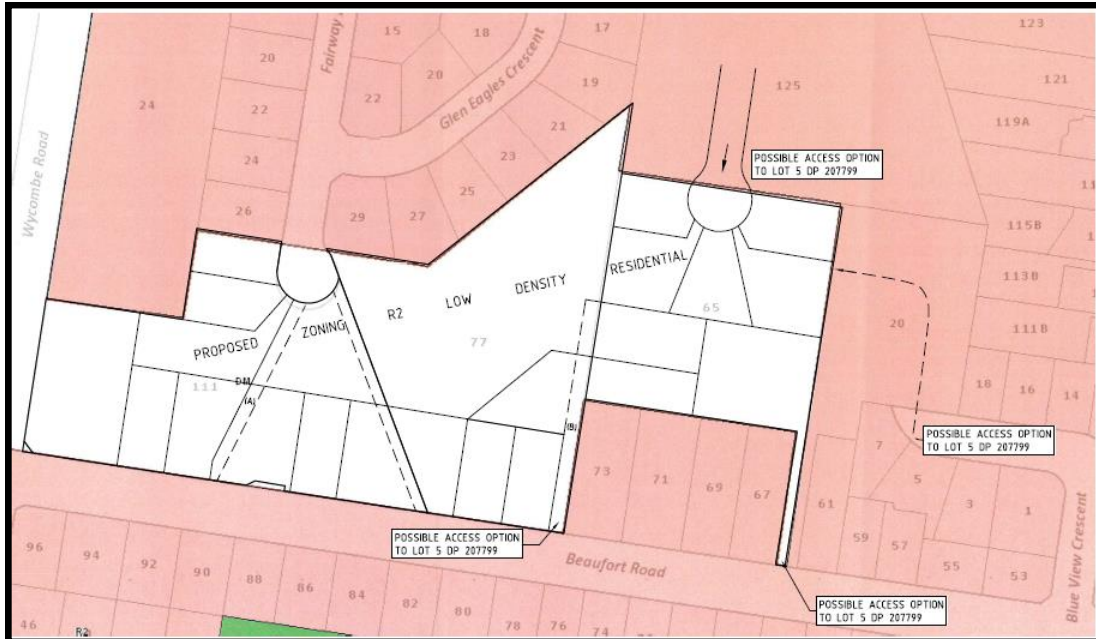 123
15
18
17
20
20
121
Fairway
Glen Eagles Crescent
24
22
22
19
125
119A
21
23
24
POSSIBLE ACCESS OPTION
TO LOT 5 DP 207799
25
Wycombe Road
26
29
27
115B
RESIDENTIAL
DENSITY
LOW
R2
ZONING
PROPOSED
113B
65
20
111B
77
111
DM
(A)
(B)
18
16
14
POSSIBLE ACCESS OPTION
TO LOT 5 DP 207799
7
5
3
1
73
71
69
67
61
59
57
55
53
POSSIBLE ACCESS OPTION
TO LOT 5 DP 207799
Beaufort Road
Blue View Crescent
96
94
92
90
88
86
84
82
80
78
76
74
POSSIBLE ACCESS OPTION
TO LOT 5 DP 207799
46
R2